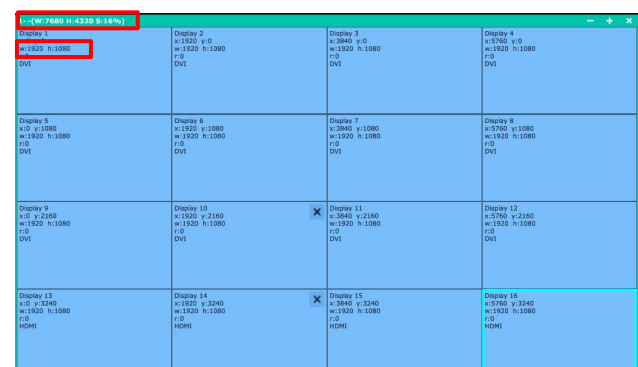 1--(W:7680 H:4320 S:16%)
Display 1
w:1920 h:1080
DVI
Display 2
x:1920 y:0
w:1920 h:1080
r:0
DVI
Display 3
x:3840 y:0
w:1920 h:1080
r:0
DVI
Display 4
x:5760 y:0
w:1920 h:1080
r:0
DVI
Display 5
x:0 y:1080
w:1920 h:1080
r:0
DVI
Display 6
x:1920 y:1080
w:1920 h:1080
r:0
DVI
Display 7
x:3840 y:1080
w:1920 h:1080
r:0
DVI
Display 8
x:5760 y:1080
w:1920 h:1080
r:0
DVI
Display 9
x:0 y:2160
w:1920 h:1080
r:0
DVI
Display 10
x:1920 y:2160
w:1920 h:1080
r:0
DVI
Display 11
x:3840 y:2160
w:1920 h:1080
r:0
DVI
Display 12
x:5760 y:2160
w:1920 h:1080
r:0
DVI
Display 13
x:0 y:3240
w:1920 h:1080
r:0
HDMI
Display 14
x:1920 y:3240
w:1920 h:1080
r:0
HDMI
Display 15
x:3840 y:3240
w:1920 h:1080
r:0
HDMI
Display 16
x:5760 y:3240
w:1920 h:1080
r:0
HDMI